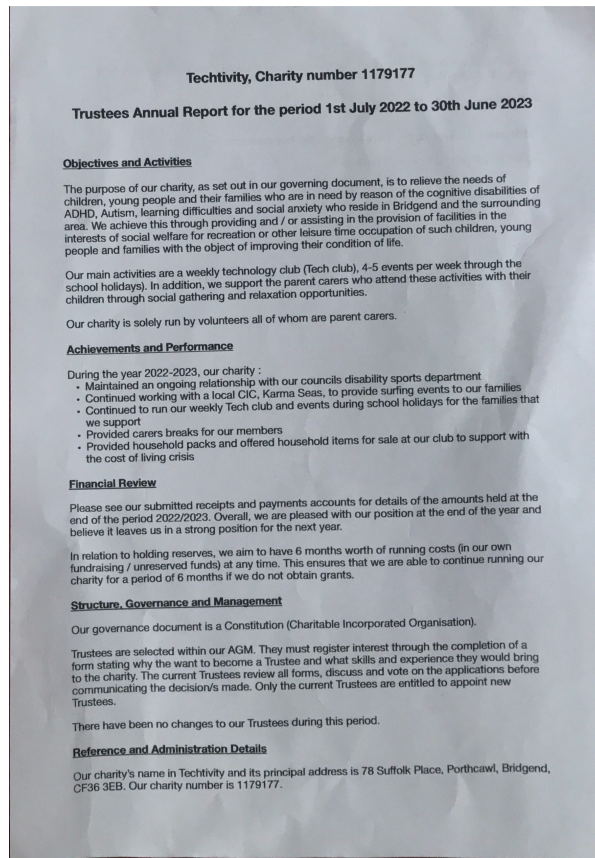 Techtivity, Charity number 1179177
Trustees Annual Report for the period 1st July 2022 to 30th June 2023
Objectives and Activities
The purpose of our charity, as set out in our governing document, is to relieve the needs of
children, young people and their families who are in need by reason of the cognitive disabilities of
ADHD, Autism, learning difficulties and social anxiety who reside in Bridgend and the surrounding
area. We achieve this through providing and / or assisting in the provision of facilities in the
interests of social welfare for recreation or other leisure time occupation of such children, young
people and families with the object of improving their condition of life.
Our main activities are a weekly technology club (Tech club), 4-5 events per week through the
school holidays). In addition, we support the parent carers who attend these activities with their
children through social gathering and relaxation opportunities.
Our charity is solely run by volunteers all of whom are parent carers.
Achievements and Performance
During the year 2022-2023, our charity :
• Maintained an ongoing relationship with our councils disability sports department
• Continued working with a local CIC, Karma Seas, to provide surfing events to our families
• Continued to run our weekly Tech club and events during school holidays for the families that
we support
• Provided carers breaks for our members
• Provided household packs and offered household items for sale at our club to support with
the cost of living crisis
Financial Review
Please see our submitted receipts and payments accounts for details of the amounts held at the
end of the period 2022/2023. Overall, we are pleased with our position at the end of the year and
believe it leaves us in a strong position for the next year.
In relation to holding reserves, we aim to have 6 months worth of running costs (in our own
fundraising / unreserved funds) at any time. This ensures that we are able to continue running our
charity for a period of 6 months if we do not obtain grants.
Structure, Governance and Management
Our governance document is a Constitution (Charitable Incorporated Organisation).
Trustees are selected within our AGM. They must register interest through the completion of a
form stating why the want to become a Trustee and what skills and experience they would bring
to the charity. The current Trustees review all forms, discuss and vote on the applications before
communicating the decision/s made. Only the current Trustees are entitled to appoint new
Trustees.
There have been no changes to our Trustees during this period.
Reference and Administration Details
Our charity's name in Techtivity and its principal address is 78 Suffolk Place, Porthcawl, Bridgend,
CF36 3EB. Our charity number is 1179177.